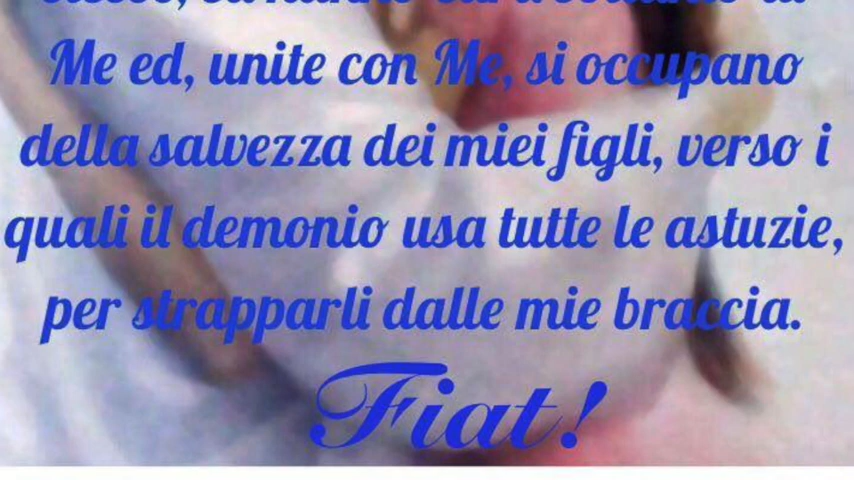 Me ed, unite con Me, si occupano
della salvezza dei miei figli, verso i
quali il demonio usa tutte le astuzie,
per strapparli dalle mie braccia.
Fiat!